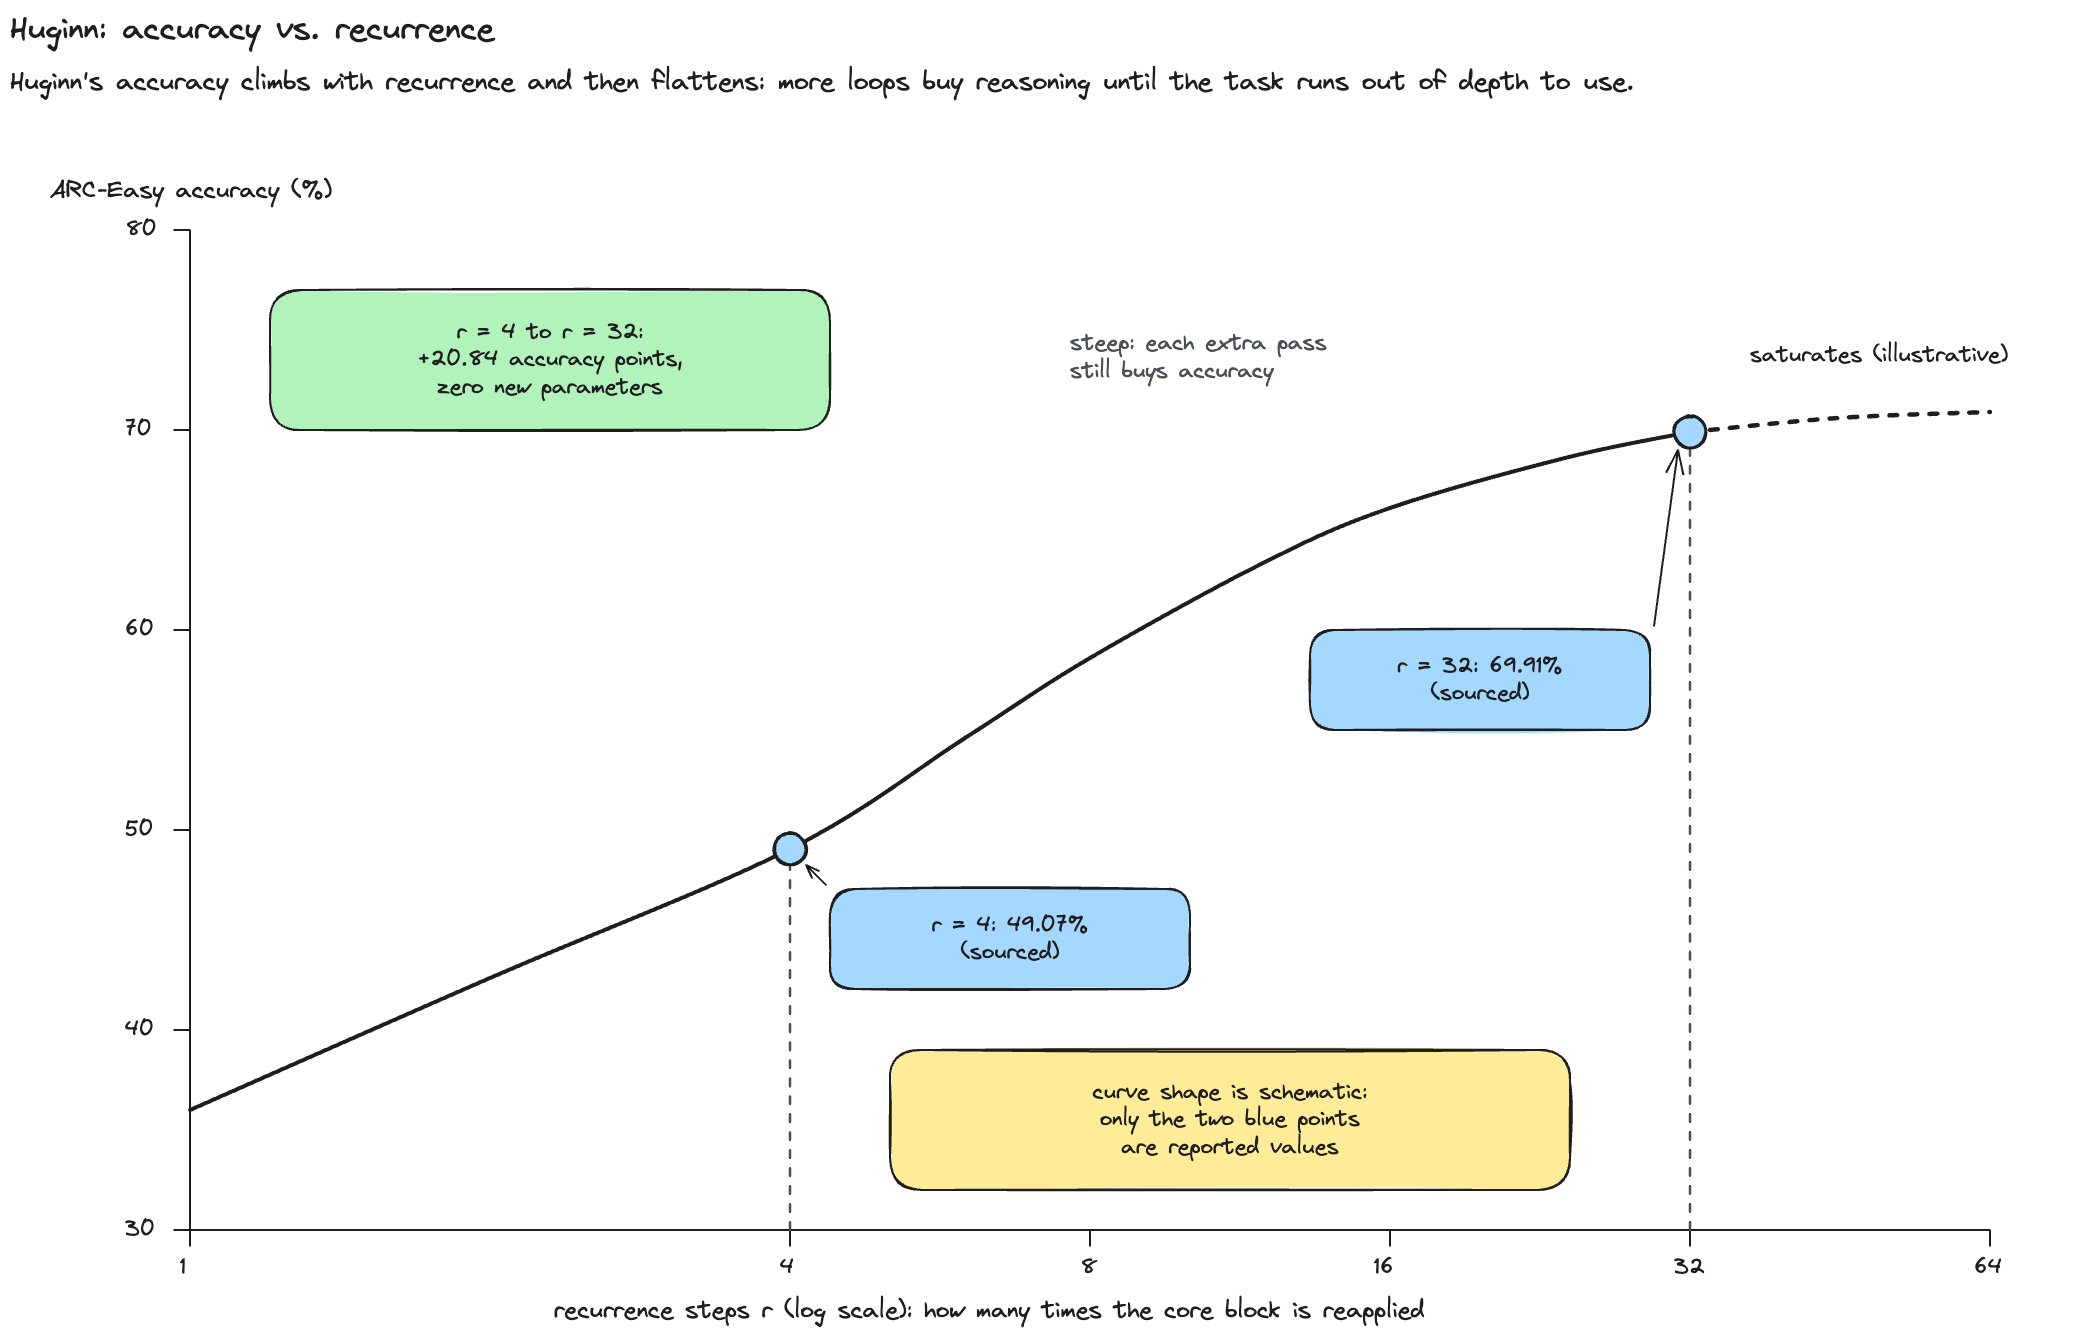 Huginn: accuracy vs. recurrence
Huginn's accuracy climbs with recurrence and then flattens: more loops buy reasoning until the task runs out of depth to use.
ARC-Easy accuracy (%)
80
r = 4 to r = 32:
+20.84 accuracy points,
zero new parameters
steep: each extra pass
still buys accuracy
saturates (illustrative)
70
60
r = 32: 69.91%
(sourced)
50
r = 4: 49.07%
(sourced)
40
curve shape is schematic:
only the two blue points
are reported values
30
1
4
8
16
32
64
recurrence steps r (log scale): how many times the core block is reapplied